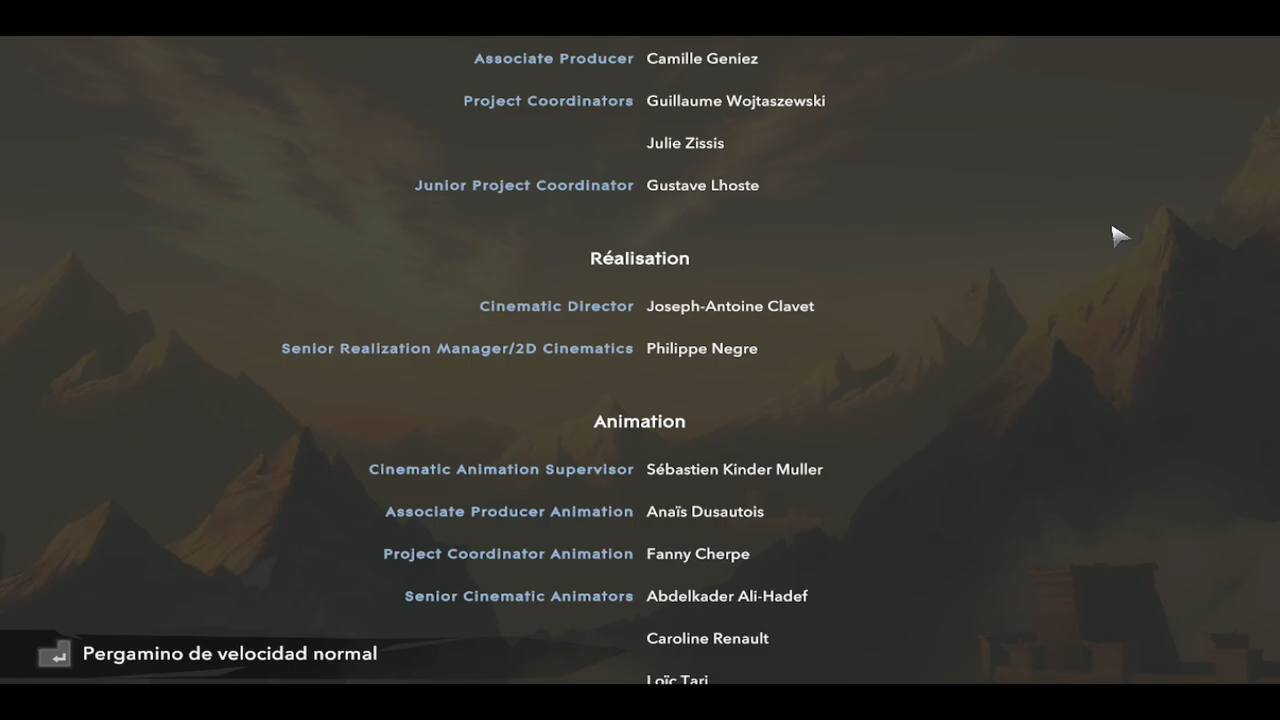 Associate Producer Camille Geniez
Project Coordinators Guillaume Wojtaszewski
Julie Zissis
Junior Project Coordinator Gustave Lhoste
Réalisation
Cinematic Director Joseph-Antoine Clavet
Senior Realization Manager/2D Cinematics Philippe Negre
Animation
Cinematic Animation Supervisor Sébastien Kinder Muller
Associate Producer Animation Anaïs Dusautois
Project Coordinator Animation Fanny Cherpe
Senior Cinematic Animators Abdelkader Ali-Hadef
Caroline Renault
Loïc Tari
Pergamino de velocidad normal